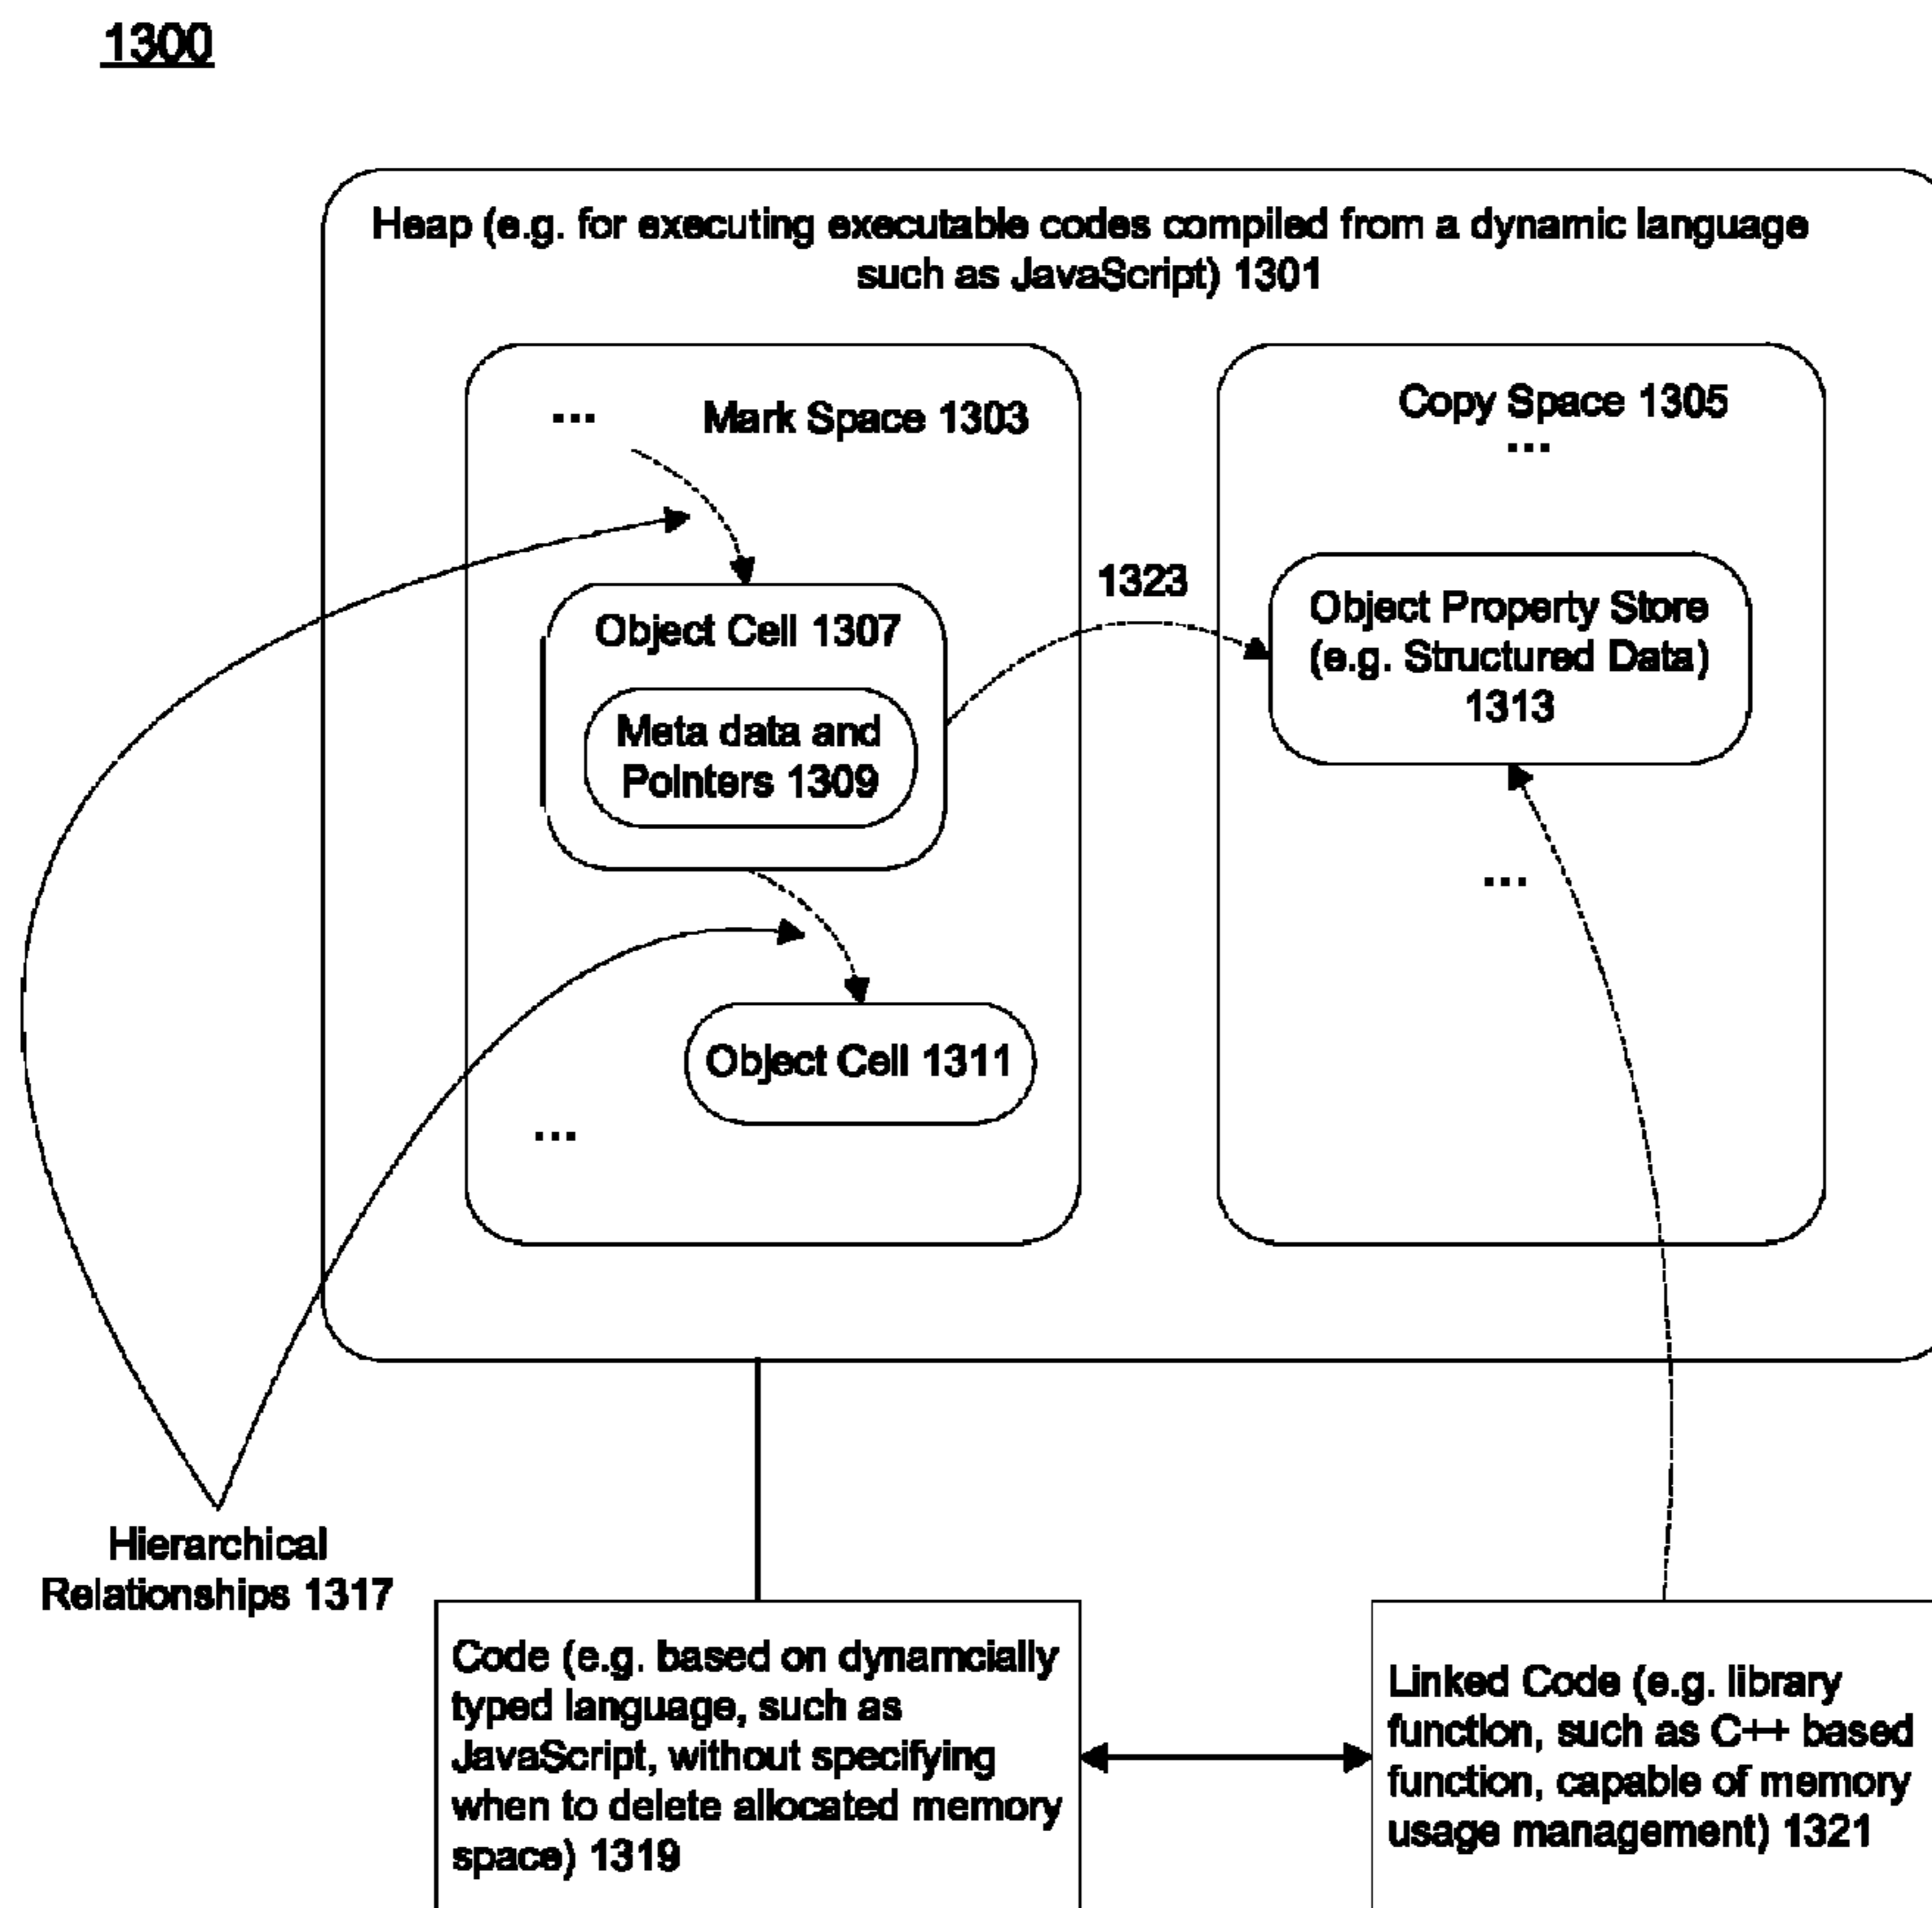 1300
Heap (e.g. for executing executable codes compiled from a dynamic language
such as JavaScript) 1301
...
Mark Space 1303
Copy Space 1305
...
1323
Object Cell 1307
Meta data and
Pointers 1309
Object Property Store
(e.g. Structured Data)
1313
...
Object Cell 1311
...
Hierarchical
Relationships 1317
Code (e.g. based on dynamcially
typed language, such as
JavaScript, without specifying
when to delete allocated memory
space) 1319
Linked Code (e.g. library
function, such as C++ based
function, capable of memory
usage management) 1321